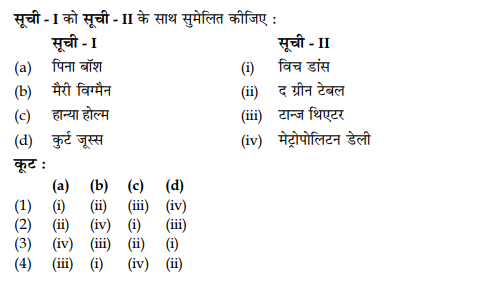 सूची - I को सूची - II के साथ सुमेलित कीजिए :
सूची - I सूची - II
(a) पिना बॉश (i) विच डांस
(b) मैरी विग्मैन (ii) द ग्रीन टेबल
(c) हान्या होल्म (iii) टान्ज थिएटर
(d) कुर्ट जूस्स (iv) मेट्रोपोलिटन डेली
कूट :
(a) (b) (c) (d)
(1) (i) (ii) (iii) (iv)
(2) (ii) (iv) (i) (iii)
(3) (iv) (iii) (ii) (i)
(4) (iii) (i) (iv) (ii)